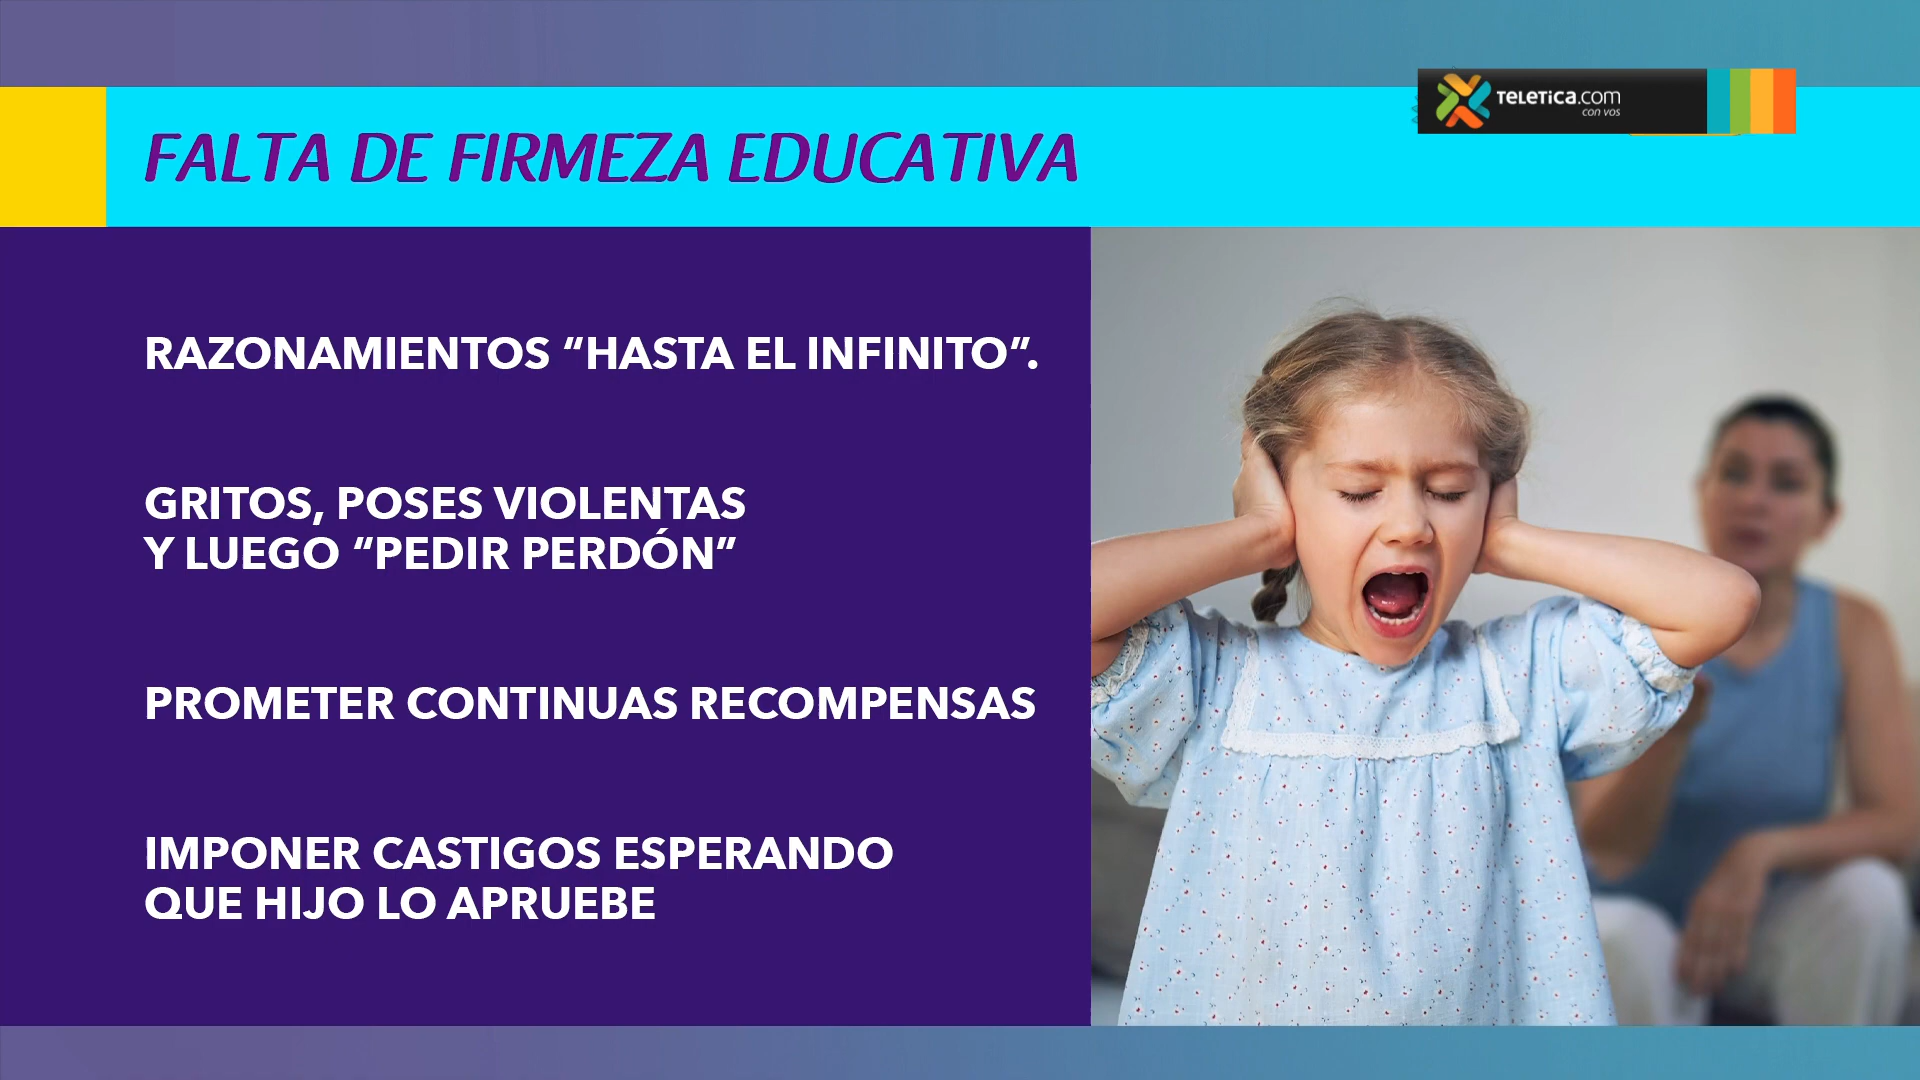 TELETICA.COM
con vos
FALTA DE FIRMEZA EDUCATIVA
RAZONAMIENTOS “HASTA EL INFINITO”.
GRITOS, POSES VIOLENTAS
Y LUEGO “PEDIR PERDÓN”
PROMETER CONTINUAS RECOMPENSAS
IMPONER CASTIGOS ESPERANDO
QUE HIJO LO APRUEBE